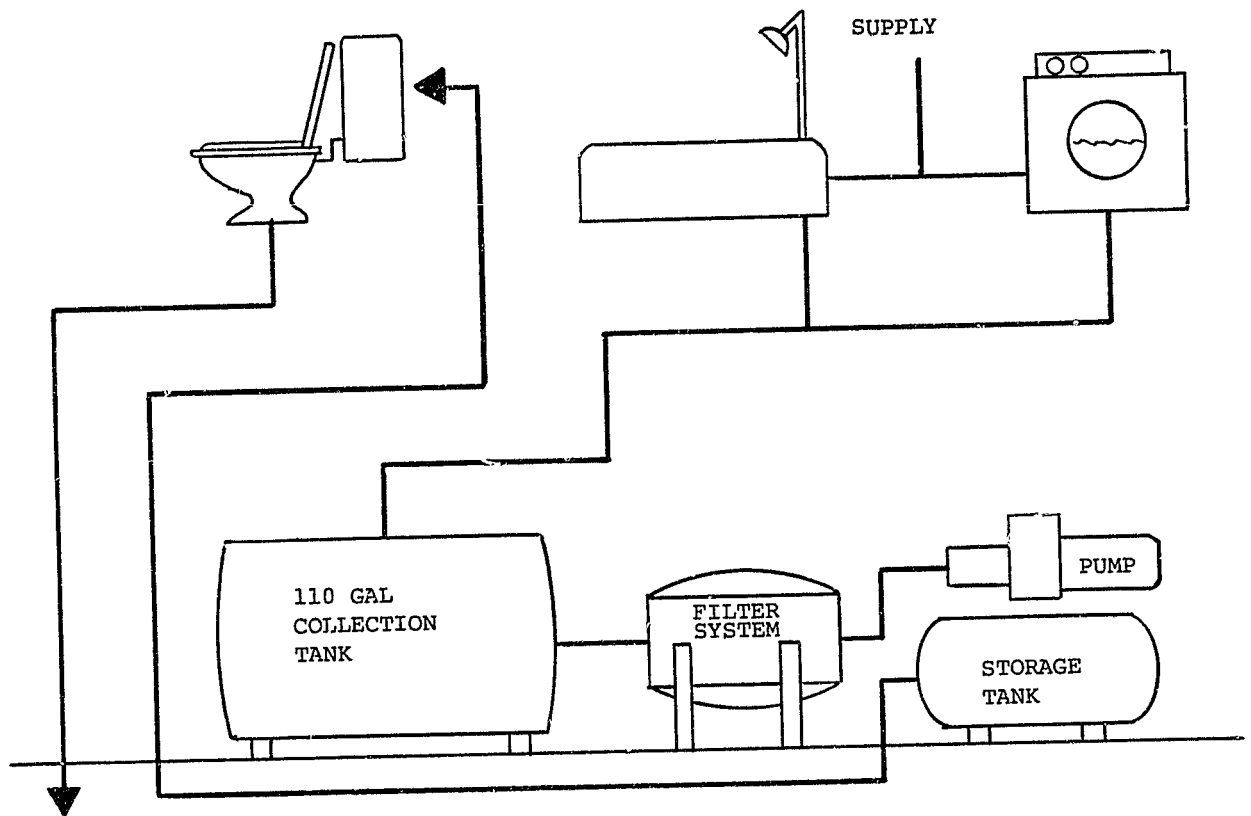 SUPPLY
110 GAL
COLLECTION
TANK
FILTER
SYSTEM
PUMP
STORAGE
TANK